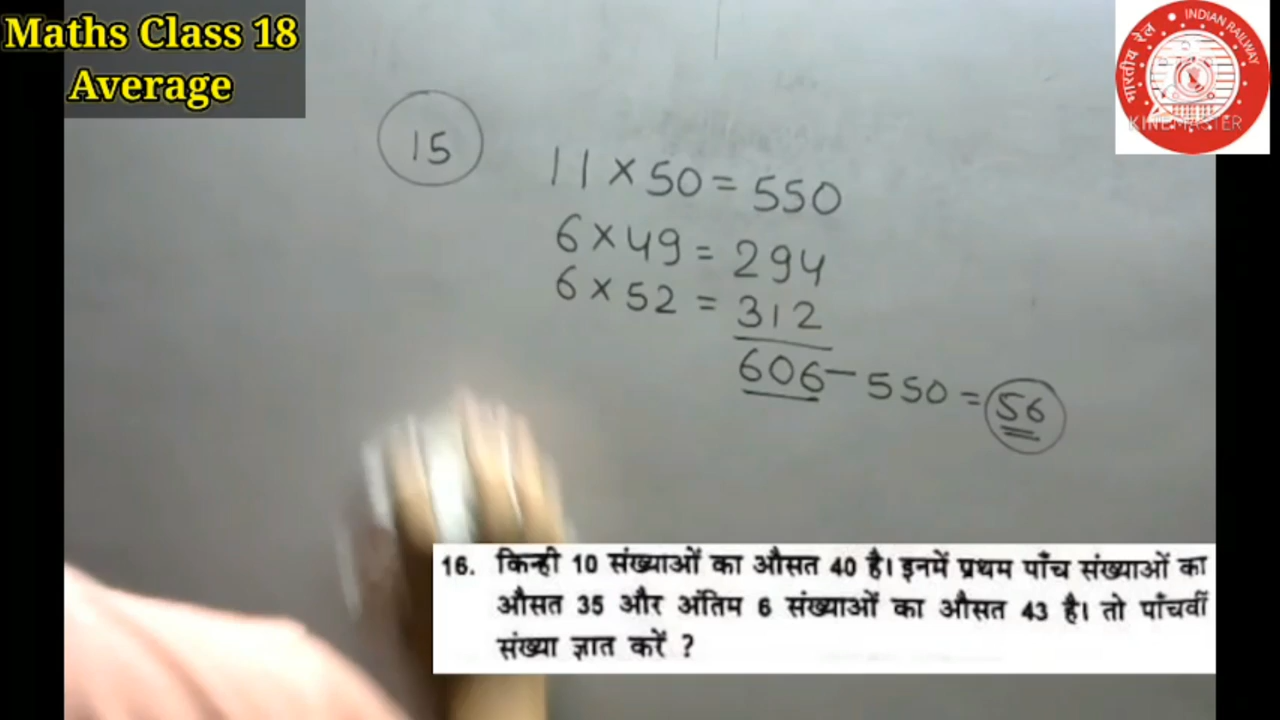 Maths Class 18
Average
भारतीय रेल INDIAN RAILWAY
KINEMASTER
15
11 × 50 = 550
6 × 49 = 294
6 × 52 = 312
606 - 550 = 56
16. किन्ही 10 संख्याओं का औसत 40 है। इनमें प्रथम पाँच संख्याओं का
औसत 35 और अंतिम 6 संख्याओं का औसत 43 है। तो पाँचवीं
संख्या ज्ञात करें ?